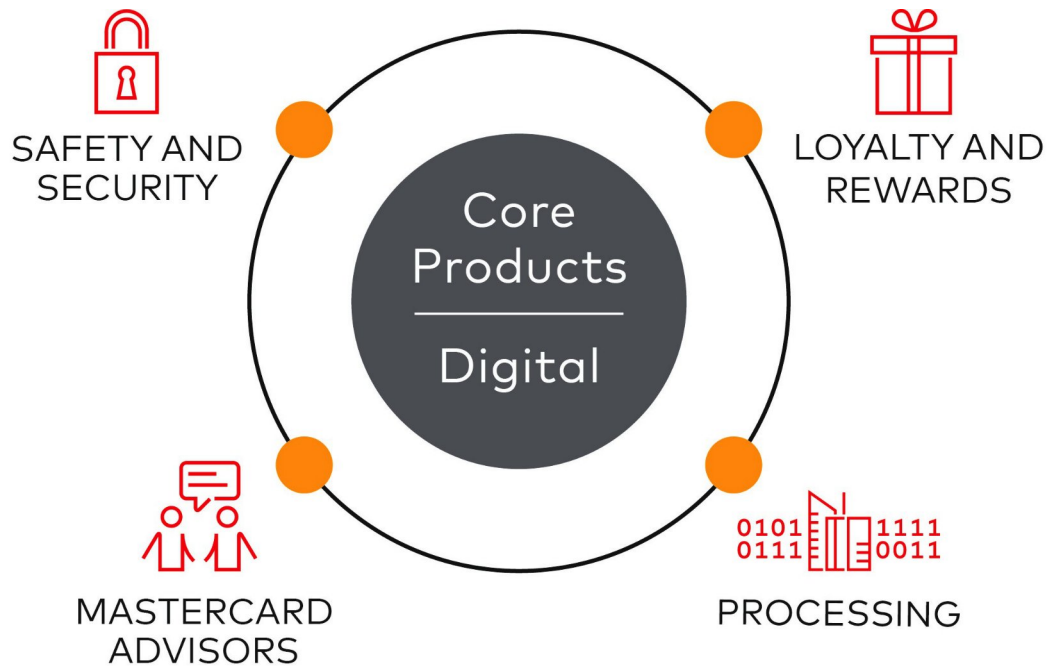 SAFETY AND
SECURITY
LOYALTY AND
REWARDS
Core
Products
Digital
MASTERCARD
ADVISORS
0101 1111
0111 0011
PROCESSING